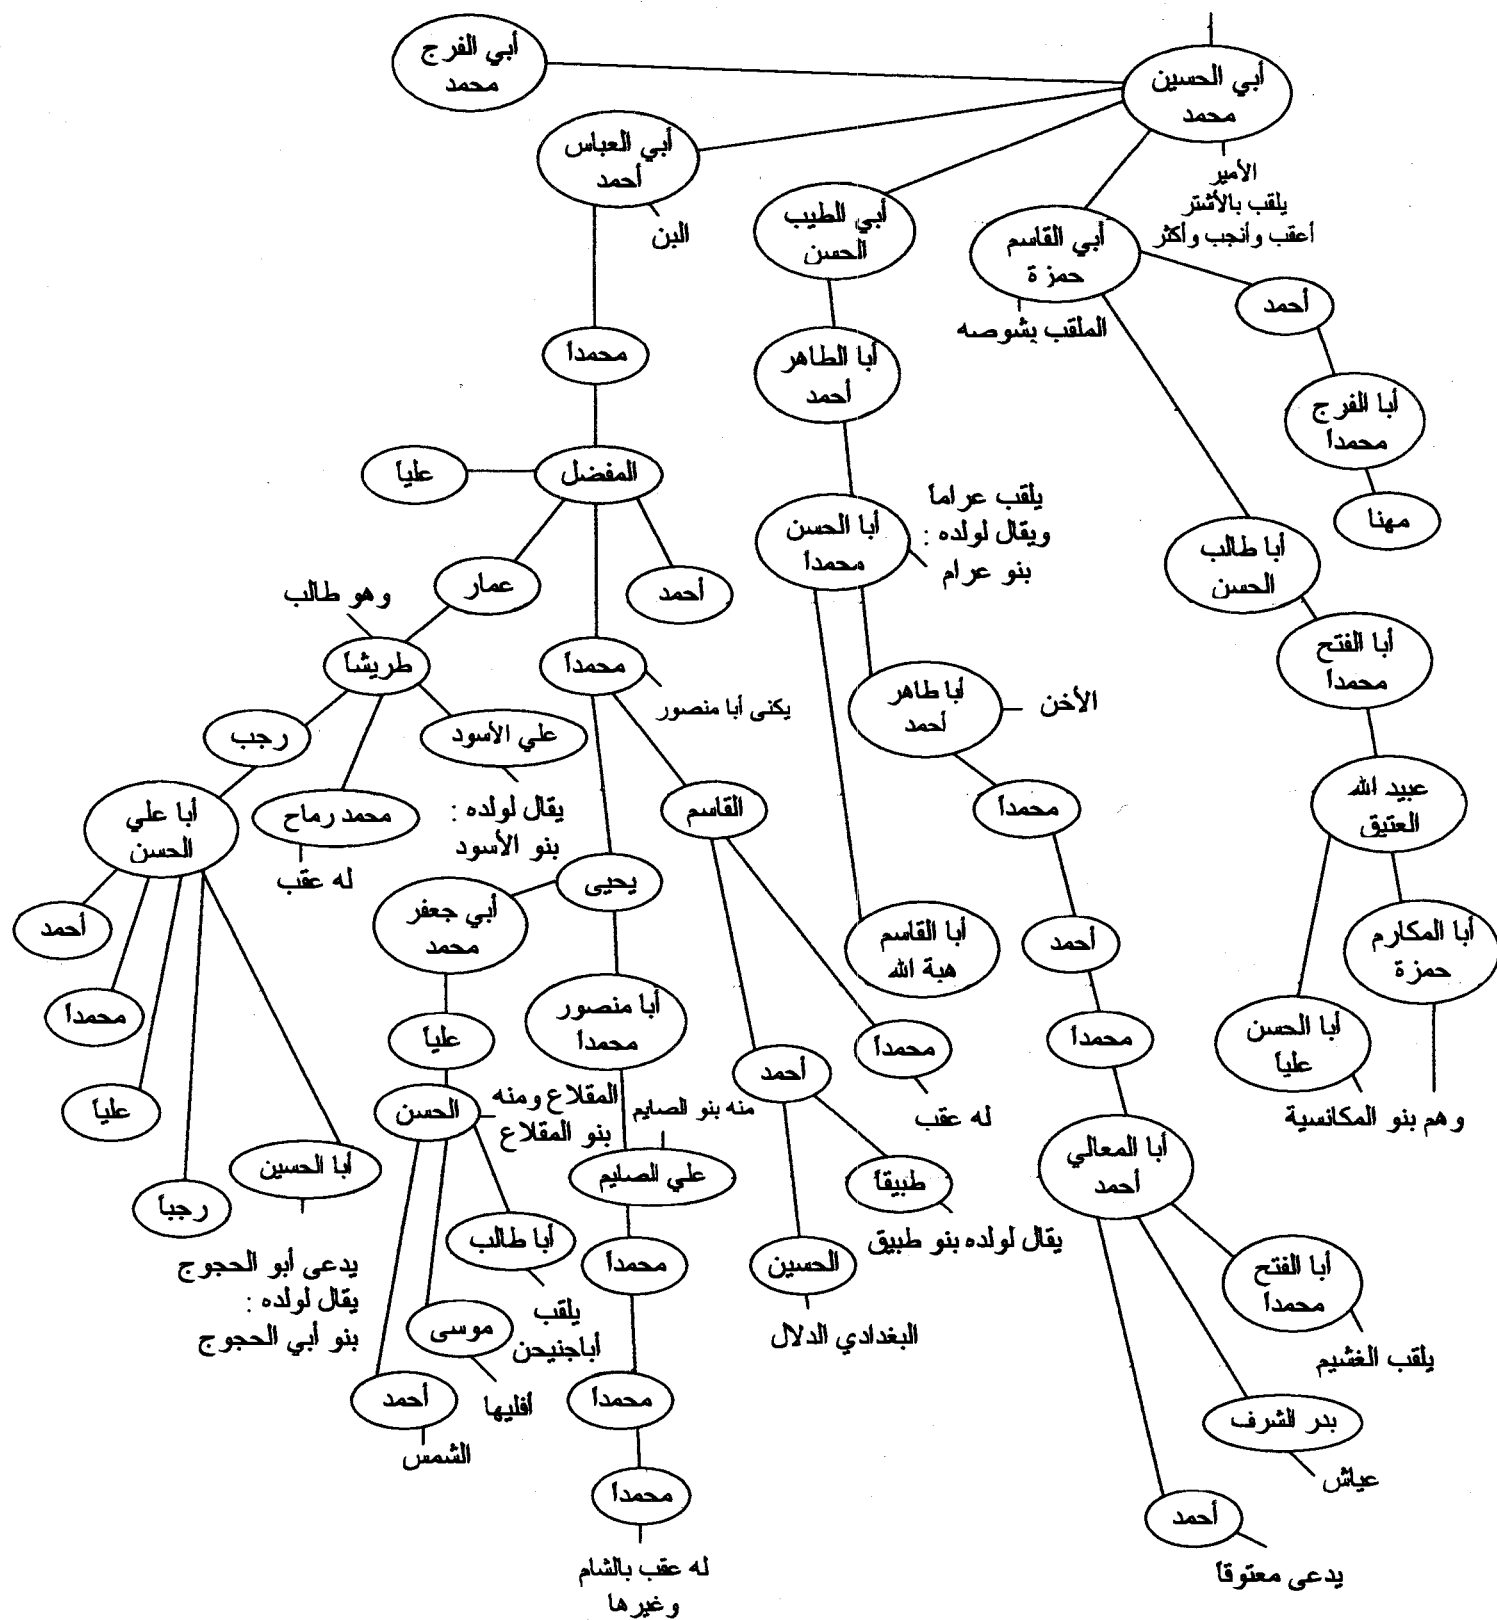 أبي الفرج
محمد
أبي الحسين
محمد
الأمير
يلقب بالأشتر
أعقب وأنجب وأكثر
أبي العباس
أحمد
البن
أبي الطيب
الحسن
أبي القاسم
حمزة
الملقب بشوصه
أحمد
محمداً
أبا الطاهر
أحمد
أبا الفرج
محمداً
مهنا
علياً
المفضل
أبا الحسن
محمداً
يلقب عراماً
ويقال لولده :
بنو عرام
أبا طالب
الحسن
عمار
أحمد
وهو طالب
طريشاً
محمداً
يكنى أبا منصور
أبا طاهر
أحمد
الأخن
أبا الفتح
محمداً
رجب
علي الأسود
يقال لولده :
بنو الأسود
محمد رماح
له عقب
القاسم
محمداً
عبيد الله
العتيق
أبا علي
الحسن
يحيى
أبي جعفر
محمد
أبا القاسم
هبة الله
أحمد
أبا المكارم
حمزة
أحمد
محمداً
علياً
رجباً
أبا الحسين
يدعى أبو الحجوج
يقال لولده :
بنو أبي الحجوج
علياً
أبا منصور
محمداً
أحمد
محمداً
له عقب
محمداً
أبا الحسن
علياً
وهم بنو المكانسية
الحسن
المقلاع ومنه
بنو المقلاع
منه بنو الصايم
علي الصايم
طبيقاً
يقال لولده بنو طبيق
أبا المعالي
أحمد
أبا طالب
يلقب
أباجنيحن
موسى
أفليها
أحمد
الشمس
محمداً
الحسين
البغدادي الدلال
أبا الفتح
محمداً
يلقب الغشيم
محمداً
بدر الشرف
عياش
محمداً
له عقب بالشام
وغيرها
أحمد
يدعى معتوقاً